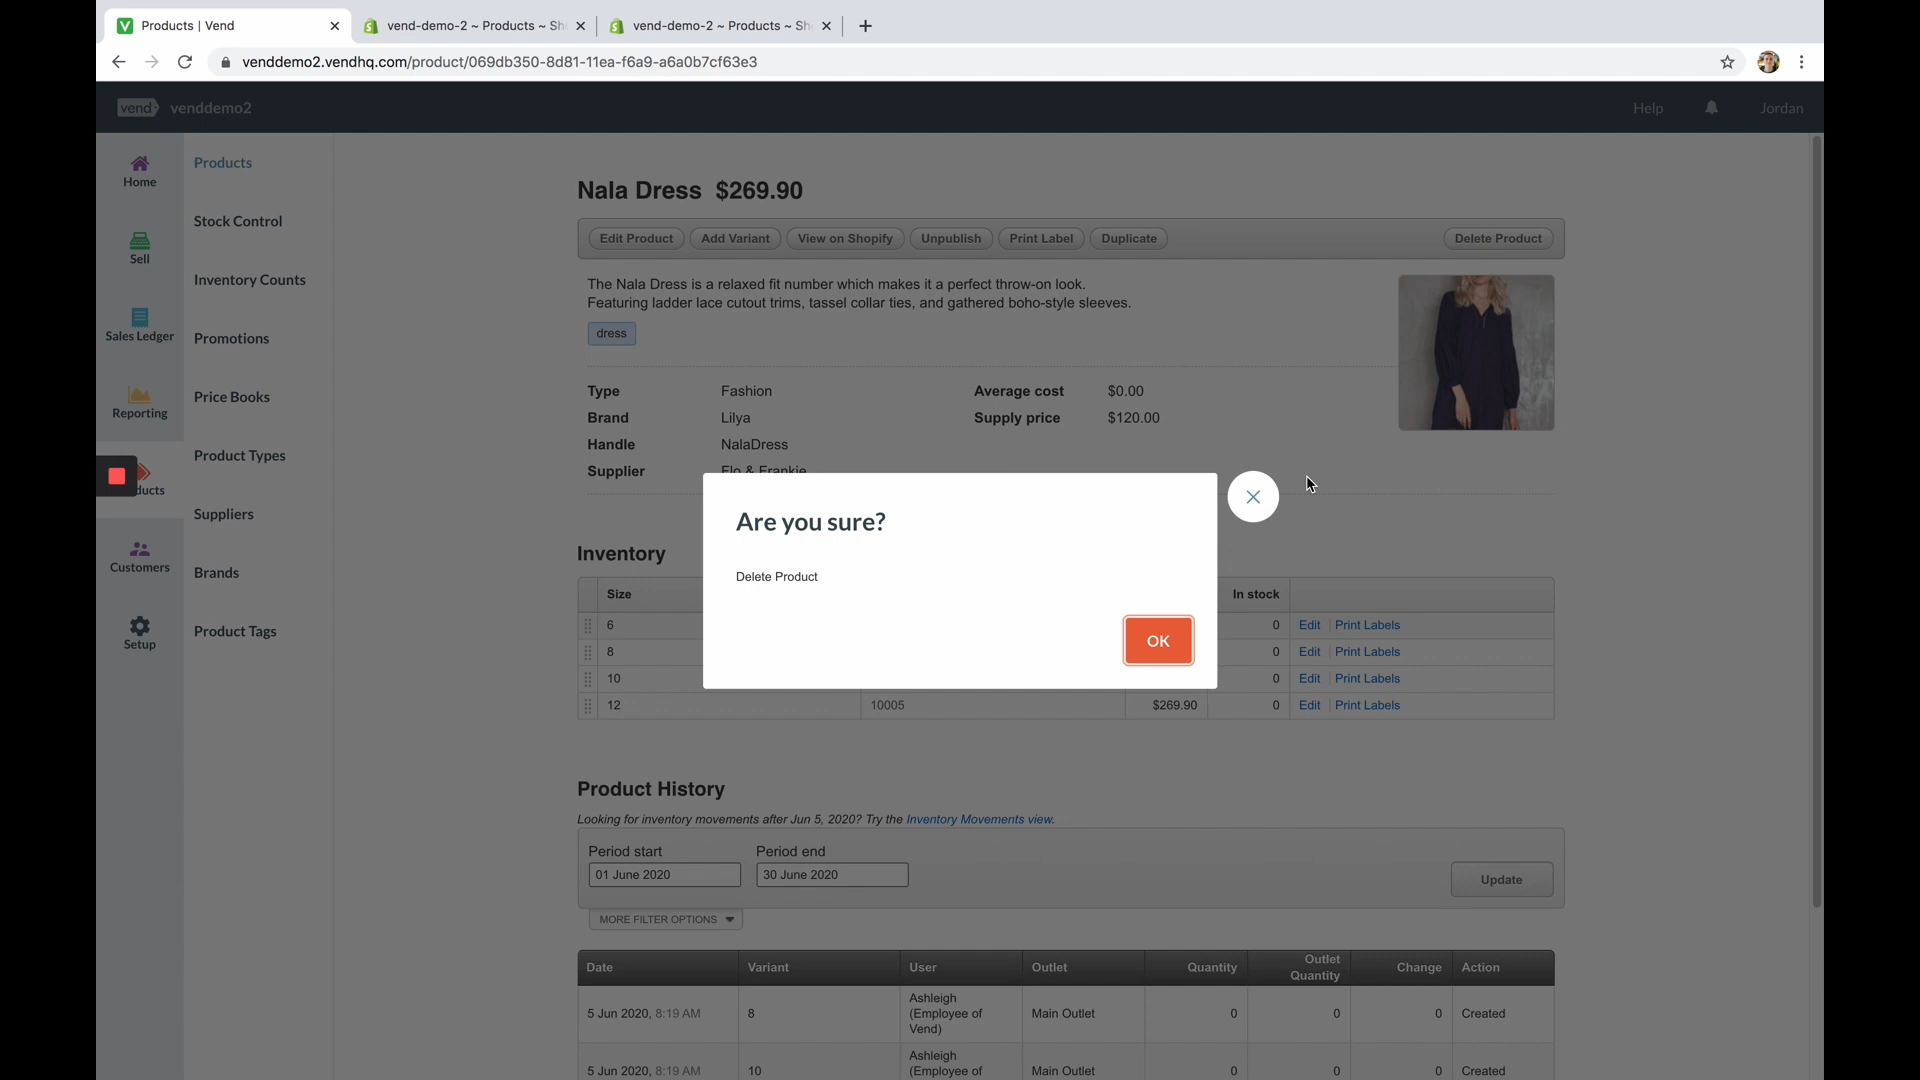 Products | Vend
vend-demo-2 ~ Products ~ Sh
vend-demo-2 ~ Products ~ Sh
venddemo2.vendhq.com/product/069db350-8d81-11ea-f6a9-a6a0b7cf63e3
vend venddemo2
Help
Jordan
Home
Sell
Sales Ledger
Reporting
ducts
Customers
Setup
Products
Stock Control
Inventory Counts
Promotions
Price Books
Product Types
Suppliers
Brands
Product Tags
Nala Dress $269.90
Edit Product Add Variant View on Shopify Unpublish Print Label Duplicate Delete Product
The Nala Dress is a relaxed fit number which makes it a perfect throw-on look.
Featuring ladder lace cutout trims, tassel collar ties, and gathered boho-style sleeves.
dress
Type Fashion Average cost $0.00
Brand Lilya Supply price $120.00
Handle NalaDress
Supplier Flo & Frankie
Are you sure?
Delete Product
OK
Inventory
Size In stock
6 0 Edit Print Labels
8 0 Edit Print Labels
10 0 Edit Print Labels
12 10005 $269.90 0 Edit Print Labels
Product History
Looking for inventory movements after Jun 5, 2020? Try the Inventory Movements view.
Period start Period end
01 June 2020 30 June 2020 Update
MORE FILTER OPTIONS
Date Variant User Outlet Quantity Outlet Quantity Change Action
5 Jun 2020, 8:19 AM 8 Ashleigh (Employee of Vend) Main Outlet 0 0 0 Created
5 Jun 2020, 8:19 AM 10 Ashleigh (Employee of Main Outlet 0 0 0 Created